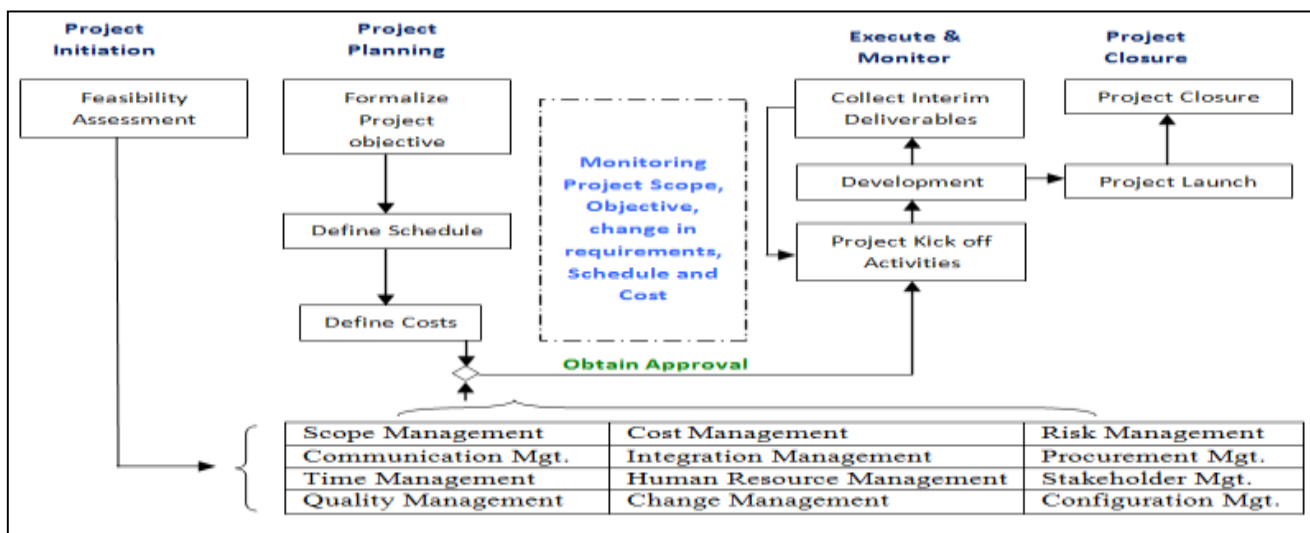 Project
Initiation
Project
Planning
Execute &
Monitor
Project
Closure
Feasibility
Assessment
Formalize
Project
objective
Define Schedule
Define Costs
Monitoring
Project Scope,
Objective,
change in
requirements,
Schedule and
Cost
Collect Interim
Deliverables
Development
Project Kick off
Activities
Project Closure
Project Launch
Obtain Approval
Scope Management
Cost Management
Risk Management
Communication Mgt.
Integration Management
Procurement Mgt.
Time Management
Human Resource Management
Stakeholder Mgt.
Quality Management
Change Management
Configuration Mgt.